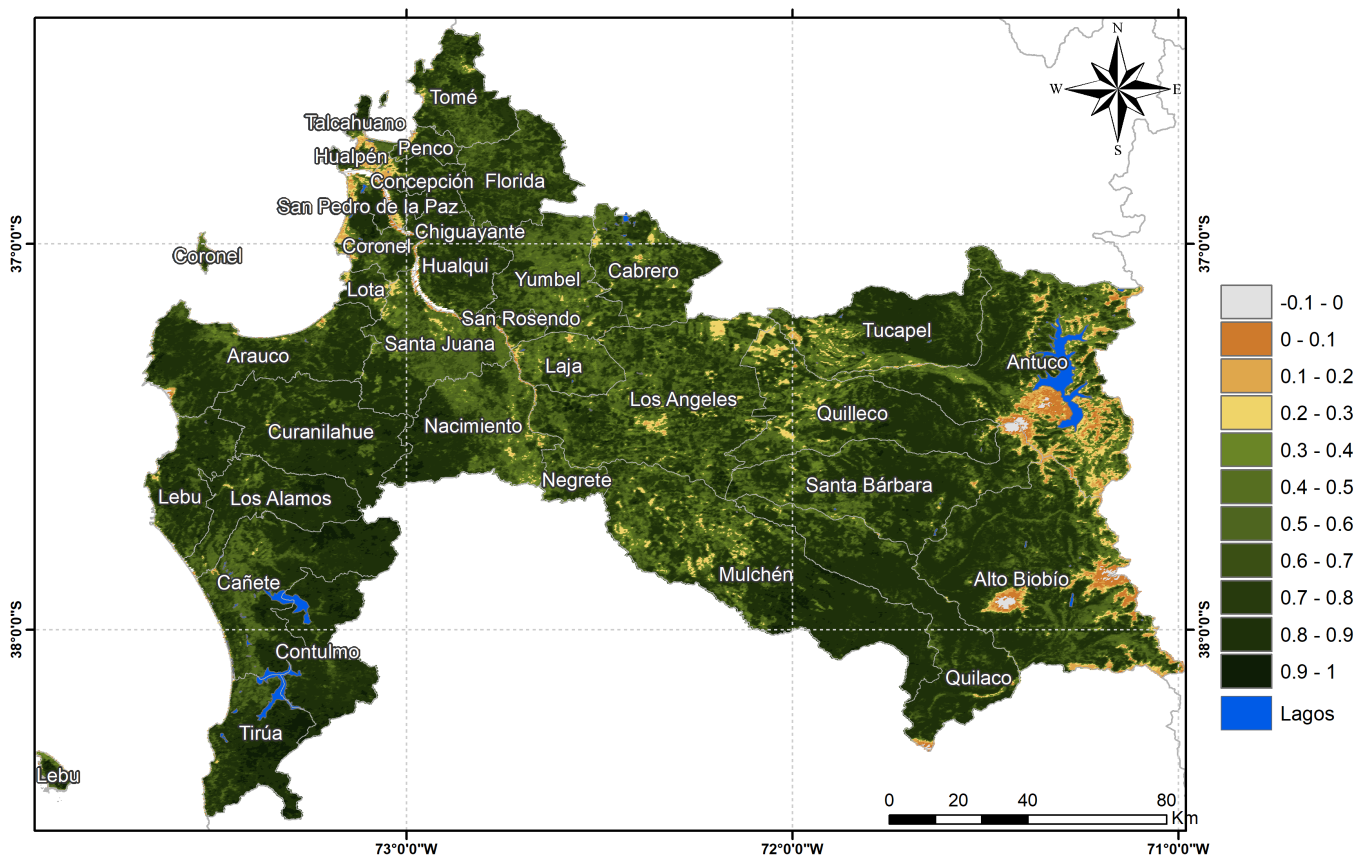 N
W
E
S
Tomé
Talcahuano
Penco
Hualpén
Concepción
Florida
San Pedro de la Paz
Chiguayante
Coronel
Coronel
Hualqui
Cabrero
Yumbel
Lota
San Rosendo
Tucapel
Santa Juana
Arauco
Antuco
Laja
Los Angeles
Quilleco
Nacimiento
Curanilahue
Negrete
Santa Bárbara
Lebu
Los Alamos
Mulchén
Alto Biobío
Cañete
Contulmo
Quilaco
Tirúa
Lebu
37°0'0"S
37°0'0"S
38°0'0"S
38°0'0"S
73°0'0"W
72°0'0"W
71°0'0"W
0 20 40 80
Km
-0.1 - 0
0 - 0.1
0.1 - 0.2
0.2 - 0.3
0.3 - 0.4
0.4 - 0.5
0.5 - 0.6
0.6 - 0.7
0.7 - 0.8
0.8 - 0.9
0.9 - 1
Lagos